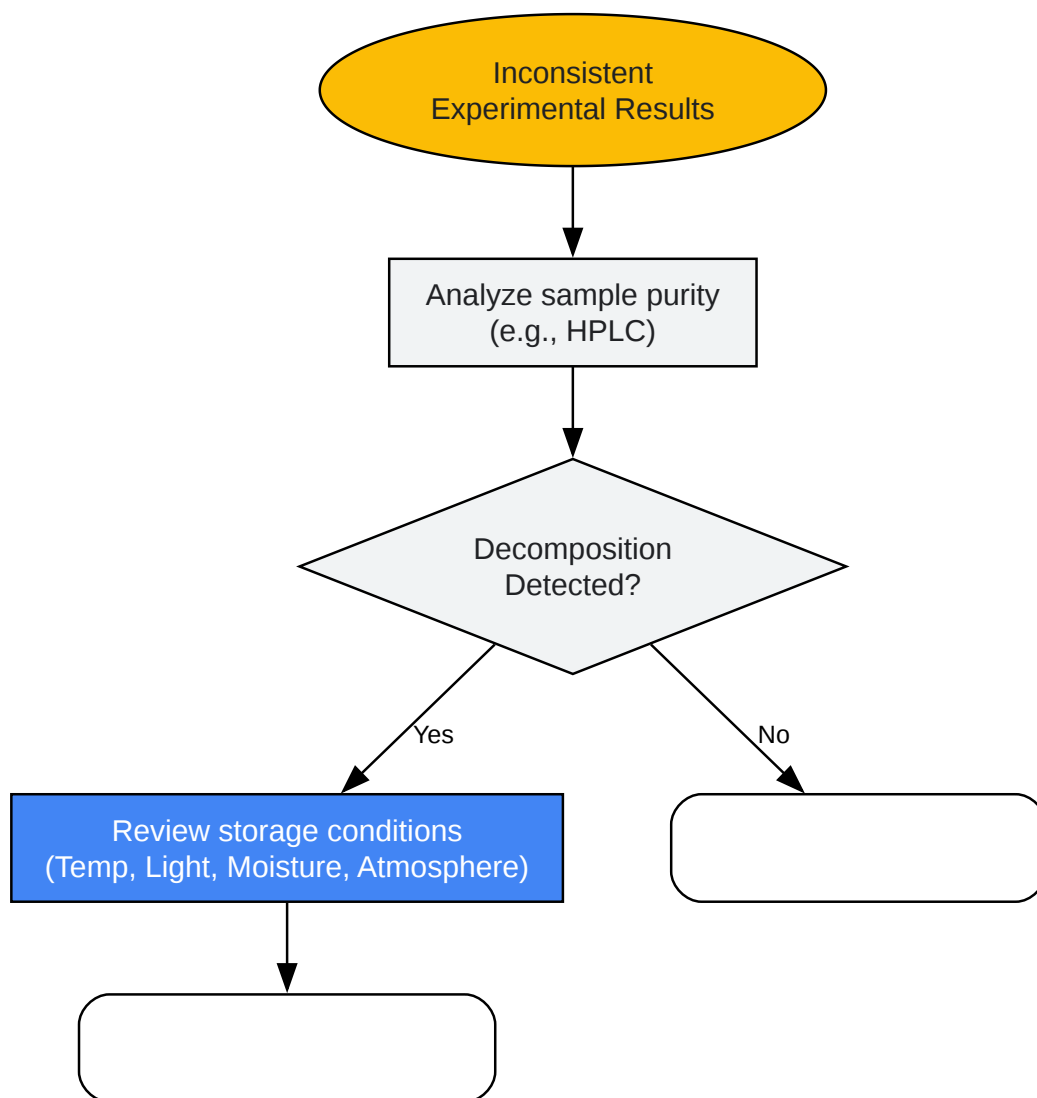 Inconsistent
Experimental Results
Analyze sample purity
(e.g., HPLC)
Decomposition
Detected?
Yes
No
Review storage conditions
(Temp, Light, Moisture, Atmosphere)